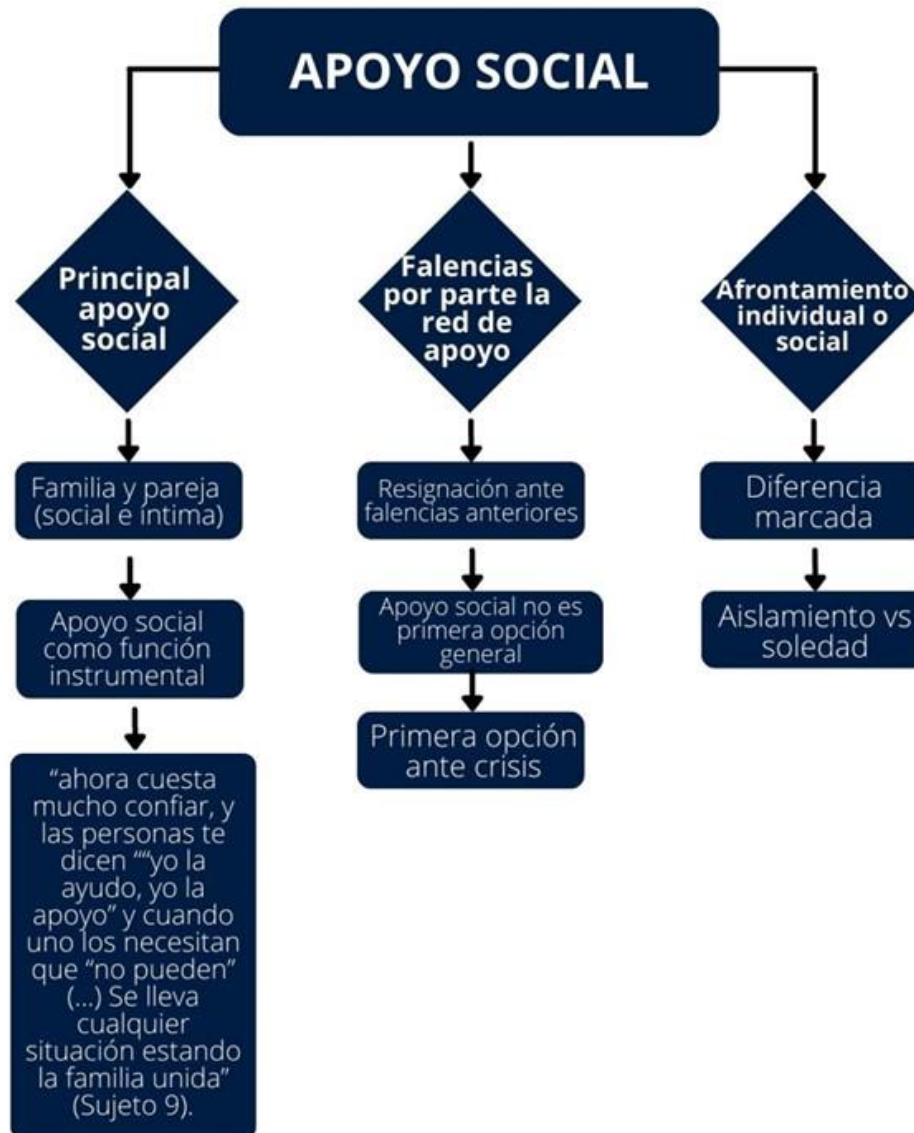 APOYO SOCIAL
Principal
apoyo
social
Familia y pareja
(social e íntima)
Apoyo social
como función
instrumental
“ahora cuesta
mucho confiar, y
las personas te
dicen ““yo la
ayudo, yo la
apoyo” y cuando
uno los necesitan
que “no pueden”
(...) Se lleva
cualquier
situación estando
la familia unida”
(Sujeto 9).
Falencias
por parte la
red de
apoyo
Resignación ante
falencias anteriores
Apoyo social no es
primera opción
general
Primera opción
ante crisis
Afrontamiento
individual o
social
Diferencia
marcada
Aislamiento vs
soledad